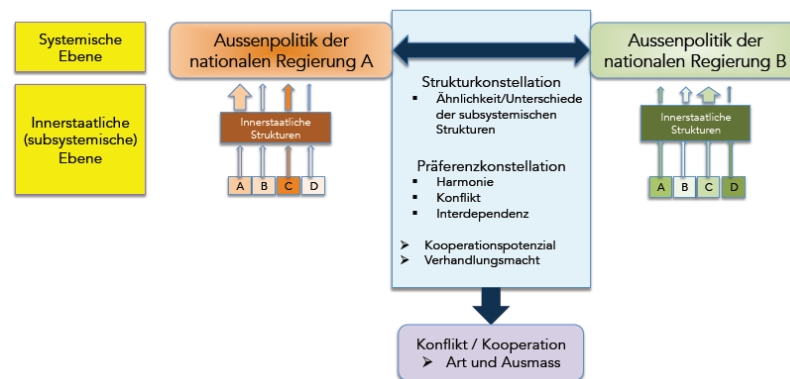 Systemische
Ebene
Aussenpolitik der
nationalen Regierung A
Aussenpolitik der
nationalen Regierung B
Innerstaatliche
(subsystemische)
Ebene
Innerstaatliche
Strukturen
A B C D
Strukturkonstellation
▪ Ähnlichkeit/Unterschiede
der subsystemischen
Strukturen
Präferenzkonstellation
▪ Harmonie
▪ Konflikt
▪ Interdependenz
➢ Kooperationspotenzial
➢ Verhandlungsmacht
Innerstaatliche
Strukturen
A B C D
Konflikt / Kooperation
➢ Art und Ausmass